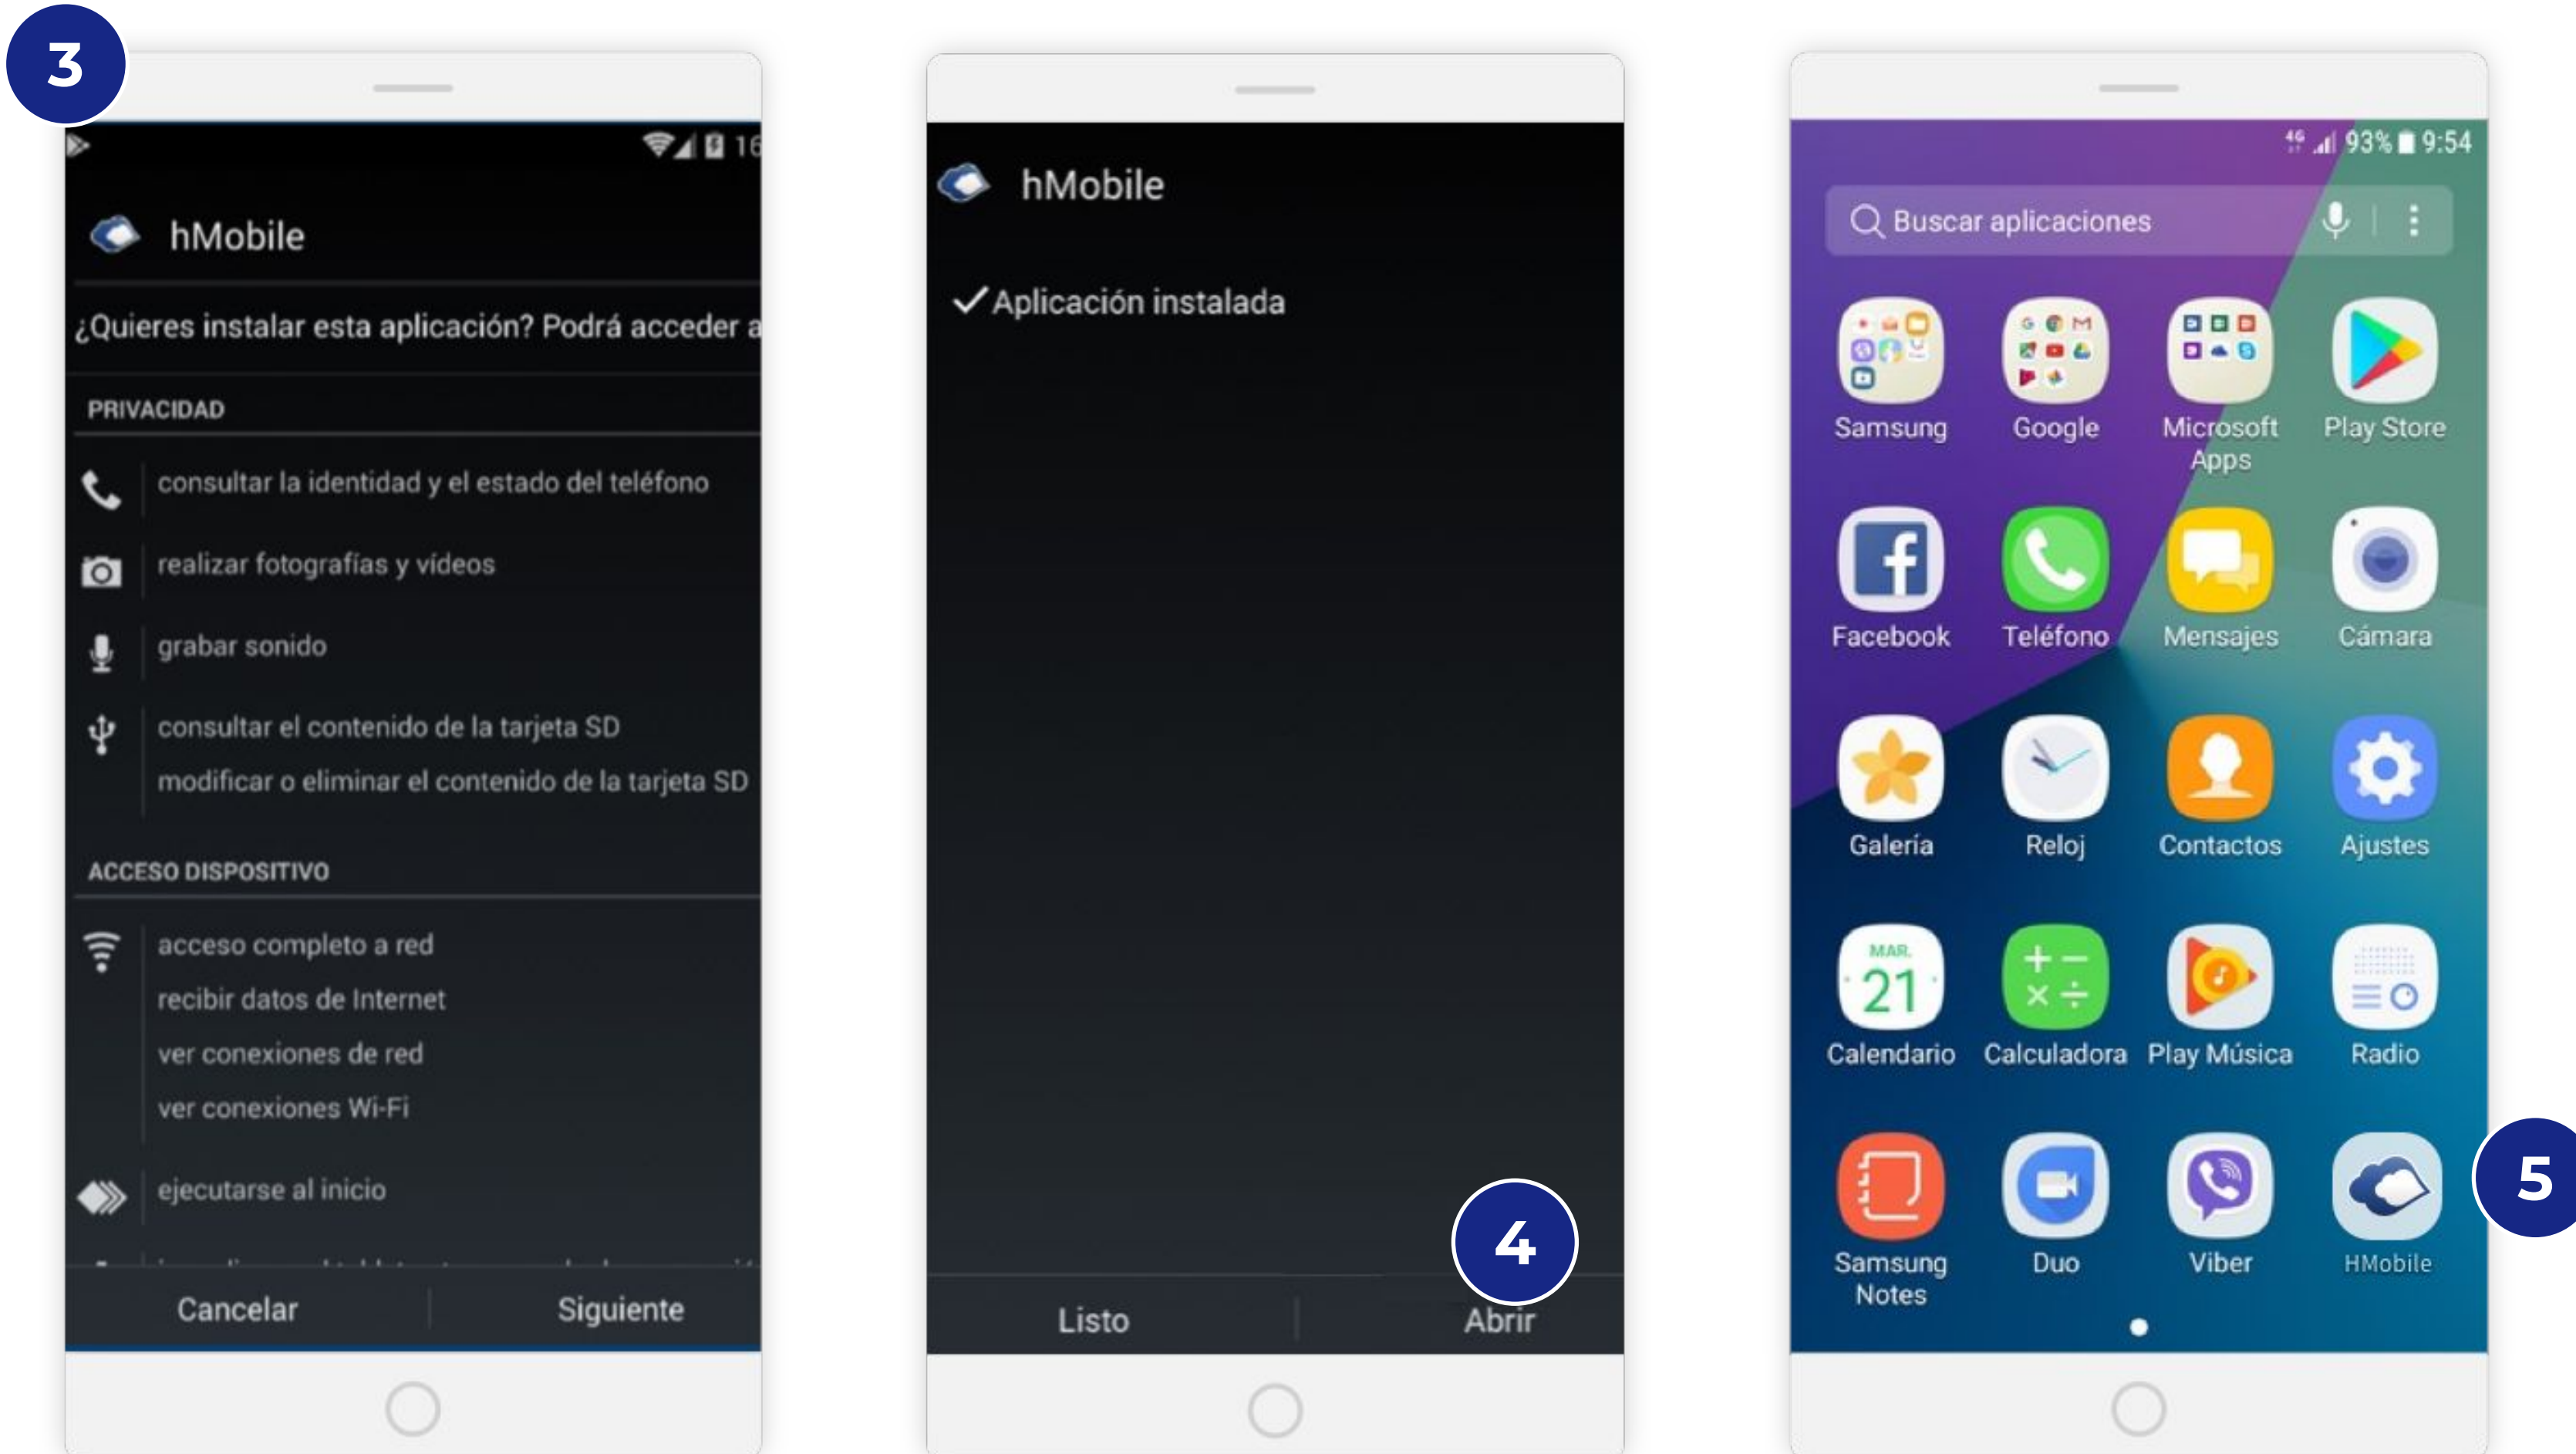 3
16
hMobile
¿Quieres instalar esta aplicación? Podrá acceder a
PRIVACIDAD
consultar la identidad y el estado del teléfono
realizar fotografías y vídeos
grabar sonido
consultar el contenido de la tarjeta SD
modificar o eliminar el contenido de la tarjeta SD
ACCESO DISPOSITIVO
acceso completo a red
recibir datos de Internet
ver conexiones de red
ver conexiones Wi-Fi
ejecutarse al inicio
Cancelar Siguiente
hMobile
Aplicación instalada
4
Listo Abrir
4G 93% 9:54
Buscar aplicaciones
Samsung Google Microsoft Apps Play Store
Facebook Teléfono Mensajes Cámara
Galería Reloj Contactos Ajustes
MAR.
21
Calendario Calculadora Play Música Radio
Samsung Notes Duo Viber HMobile
5